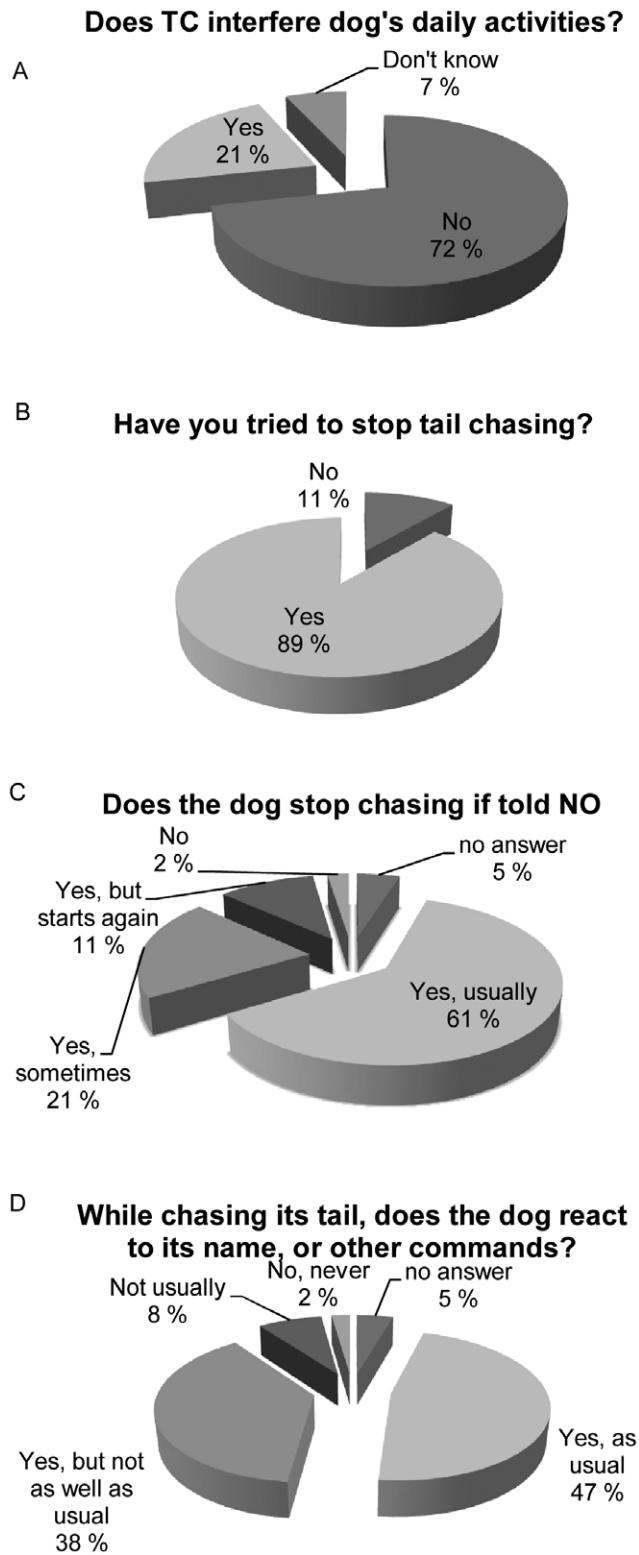 Does TC interfere dog's daily activities?
A
Don't know
7 %
Yes
21 %
No
72 %
B
Have you tried to stop tail chasing?
No
11 %
Yes
89 %
C
Does the dog stop chasing if told NO
No
2 %
no answer
5 %
Yes, but
starts again
11 %
Yes, usually
61 %
Yes,
sometimes
21 %
D
While chasing its tail, does the dog react
to its name, or other commands?
Not usually
8 %
No, never
2 %
no answer
5 %
Yes, but not
as well as
usual
38 %
Yes, as
usual
47 %